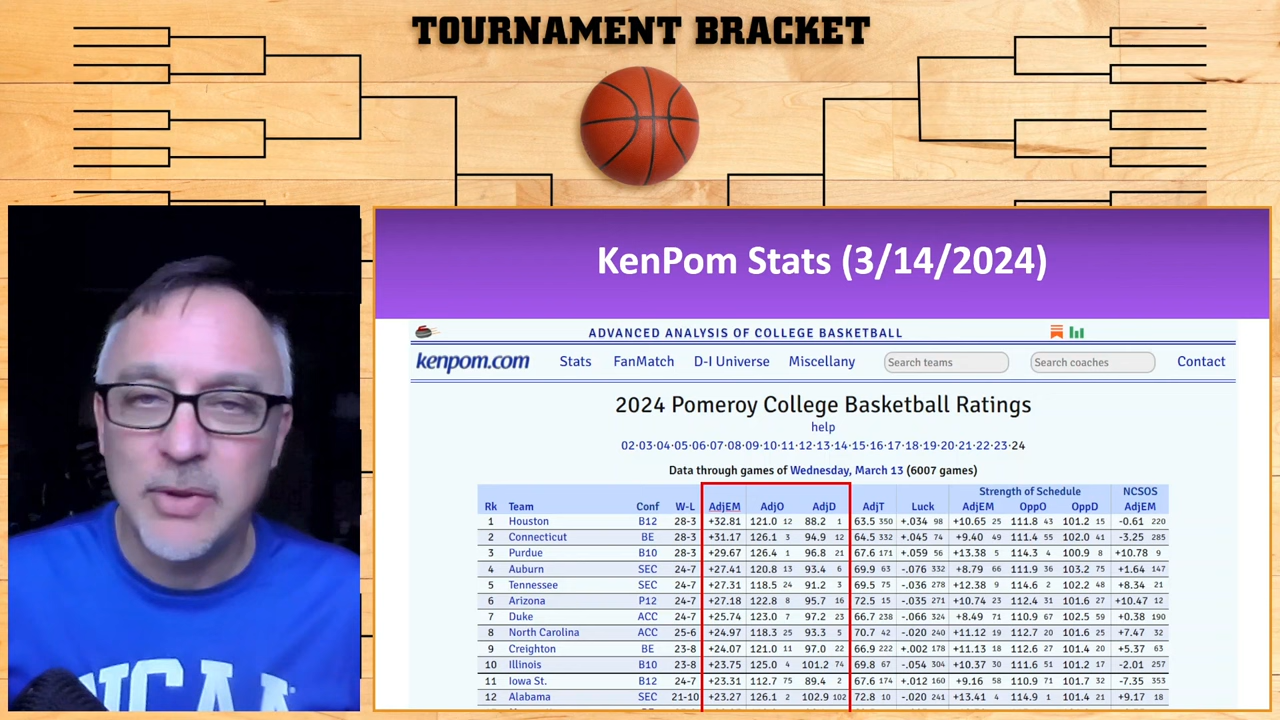 TOURNAMENT BRACKET
KenPom Stats (3/14/2024)
ADVANCED ANALYSIS OF COLLEGE BASKETBALL
kenpom.com Stats FanMatch D-I Universe Miscellany Search teams Search coaches Contact
2024 Pomeroy College Basketball Ratings
help
02·03·04·05·06·07·08·09·10·11·12·13·14·15·16·17·18·19·20·21·22·23·24
Data through games of Wednesday, March 13 (6007 games)
Strength of Schedule NCSOS
Rk Team Conf W-L AdjEM AdjO AdjD AdjT Luck AdjEM OppO OppD AdjEM
1 Houston B12 28-3 +32.81 121.0 12 88.2 1 63.5 350 +.034 98 +10.65 25 111.8 43 101.2 15 -0.61 220
2 Connecticut BE 28-3 +31.17 126.1 3 94.9 12 64.5 332 +.045 74 +9.40 49 111.4 55 102.0 41 -3.25 285
3 Purdue B10 28-3 +29.67 126.4 1 96.8 21 67.6 171 +.059 56 +13.38 5 114.3 4 100.9 8 +10.78 9
4 Auburn SEC 24-7 +27.41 120.8 13 93.4 6 69.9 63 -.076 332 +8.79 66 111.9 36 103.2 75 +1.64 147
5 Tennessee SEC 24-7 +27.31 118.5 24 91.2 3 69.5 75 -.036 278 +12.38 9 114.6 2 102.2 48 +8.34 21
6 Arizona P12 24-7 +27.18 122.8 8 95.7 16 72.5 15 -.035 271 +10.74 23 112.4 31 101.6 27 +10.47 12
7 Duke ACC 24-7 +25.74 123.0 7 97.2 23 66.7 238 -.066 324 +8.49 71 110.9 67 102.5 59 +0.38 190
8 North Carolina ACC 25-6 +24.97 118.3 25 93.3 5 70.7 42 -.020 240 +11.12 19 112.7 20 101.6 25 +7.47 32
9 Creighton BE 23-8 +24.07 121.0 11 97.0 22 66.9 222 +.002 178 +11.13 18 112.6 27 101.4 20 +5.37 63
10 Illinois B10 23-8 +23.75 125.0 4 101.2 74 69.8 67 -.054 304 +10.37 30 111.6 51 101.2 17 -2.01 257
11 Iowa St. B12 24-7 +23.31 112.7 75 89.4 2 67.6 174 +.012 160 +9.16 58 110.9 71 101.7 32 -7.35 353
12 Alabama SEC 21-10 +23.27 126.1 2 102.9 102 72.8 10 -.020 241 +13.41 4 114.9 1 101.4 21 +9.17 18
NCAA